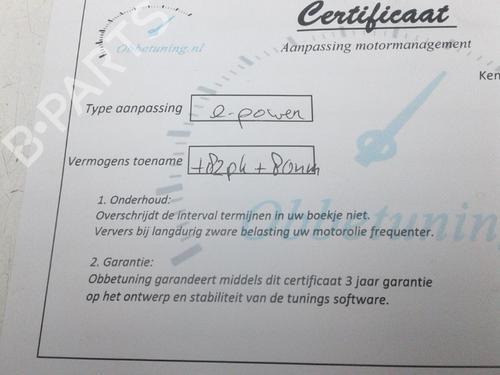 Certificaat
Obbetuning.nl
Aanpassing motormanagement
Ken
Type aanpassing e-power
Vermogens toename +82pk + 80nm
1. Onderhoud:
Overschrijdt de interval termijnen in uw boekje niet.
Ververs bij langdurig zware belasting uw motorolie frequenter.
2. Garantie:
Obbetuning garandeert middels dit certificaat 3 jaar garantie
op het ontwerp en stabiliteit van de tunings software.
Obbetunin
B-PARTS